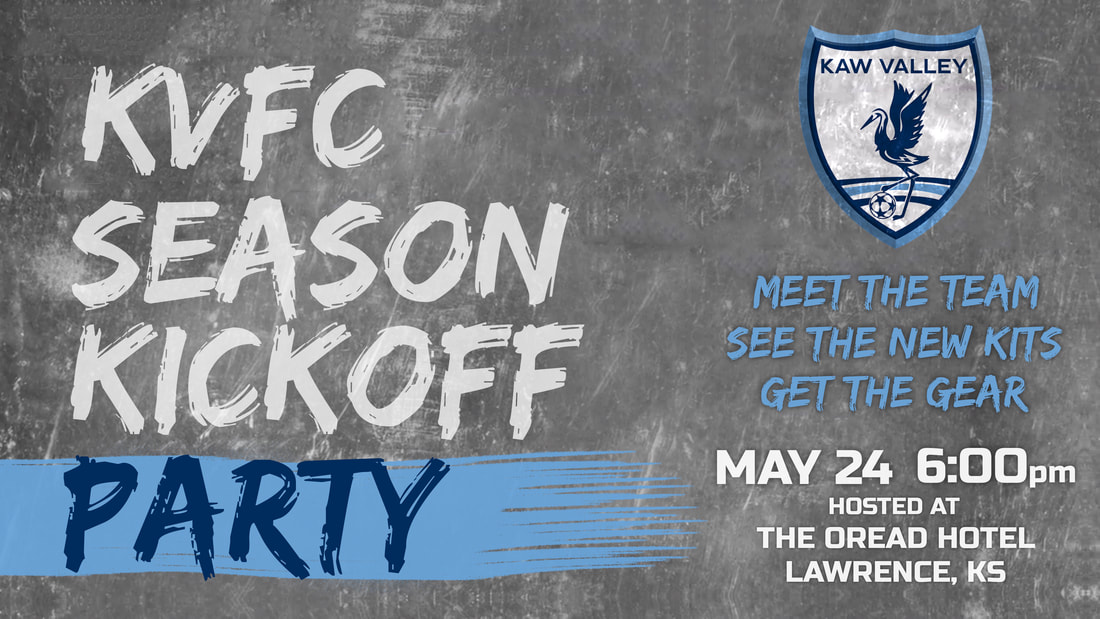 KVFC
SEASON
KICKOFF
PARTY
KAW VALLEY
MEET THE TEAM
SEE THE NEW KITS
GET THE GEAR
MAY 24 6:00pm
HOSTED AT
THE OREAD HOTEL
LAWRENCE, KS